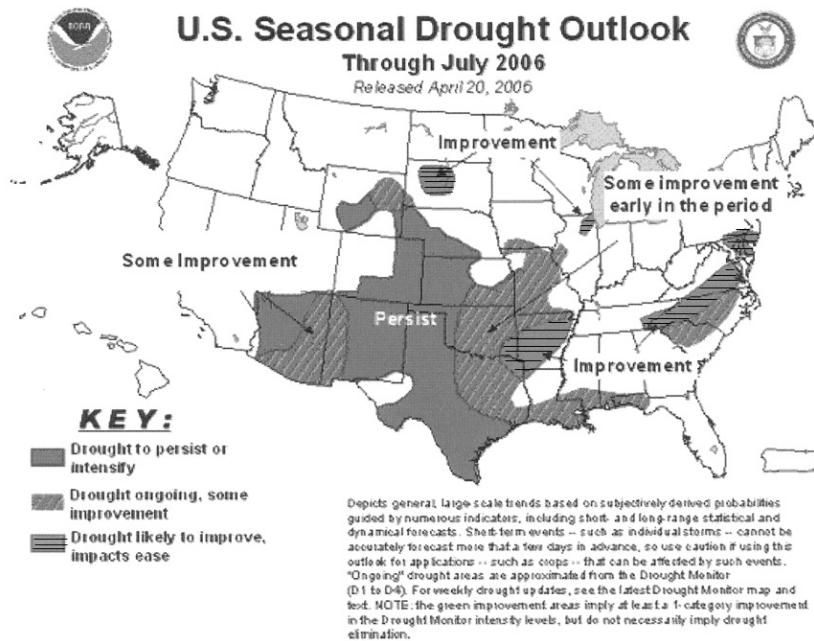 U.S. Seasonal Drought Outlook
Through July 2006
Released April 20, 2006
Improvement
Some improvement
early in the period
Some Improvement
Persist
Improvement
KEY:
Drought to persist or
intensify
Drought ongoing, some
improvement
Drought likely to improve,
impacts ease
Depicts general, large scale trends based on subjectively derived probabilities
guided by numerous indicators, including short- and long-range statistical and
dynamical forecasts. Short-term events -- such as individual storms -- cannot be
accurately forecast more that a few days in advance, so use caution if using this
outlook for applications -- such as crops -- that can be affected by such events.
"Ongoing" drought areas are approximated from the Drought Monitor
(D1 to D4). For weekly drought updates, see the latest Drought Monitor map and
text. NOTE: the green improvement areas imply at least a 1-category improvement
in the Drought Monitor intensity levels, but do not necessarily imply drought
elimination.